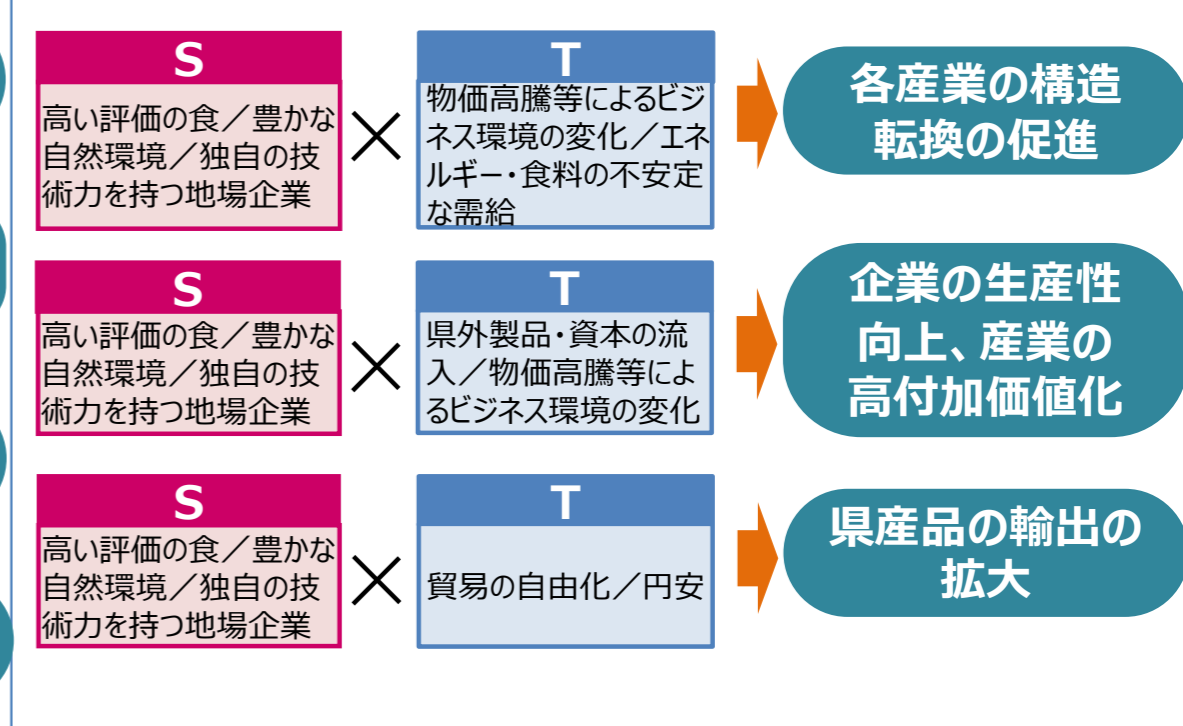 S
高い評価の食／豊かな
自然環境／独自の技
術力を持つ地場企業
×
T
物価高騰等によるビジ
ネス環境の変化／エネ
ルギー・食料の不安定
な需給
各産業の構造
転換の促進
S
高い評価の食／豊かな
自然環境／独自の技
術力を持つ地場企業
×
T
県外製品・資本の流
入／物価高騰等によ
るビジネス環境の変化
企業の生産性
向上、産業の
高付加価値化
S
高い評価の食／豊かな
自然環境／独自の技
術力を持つ地場企業
×
T
貿易の自由化／円安
県産品の輸出の
拡大